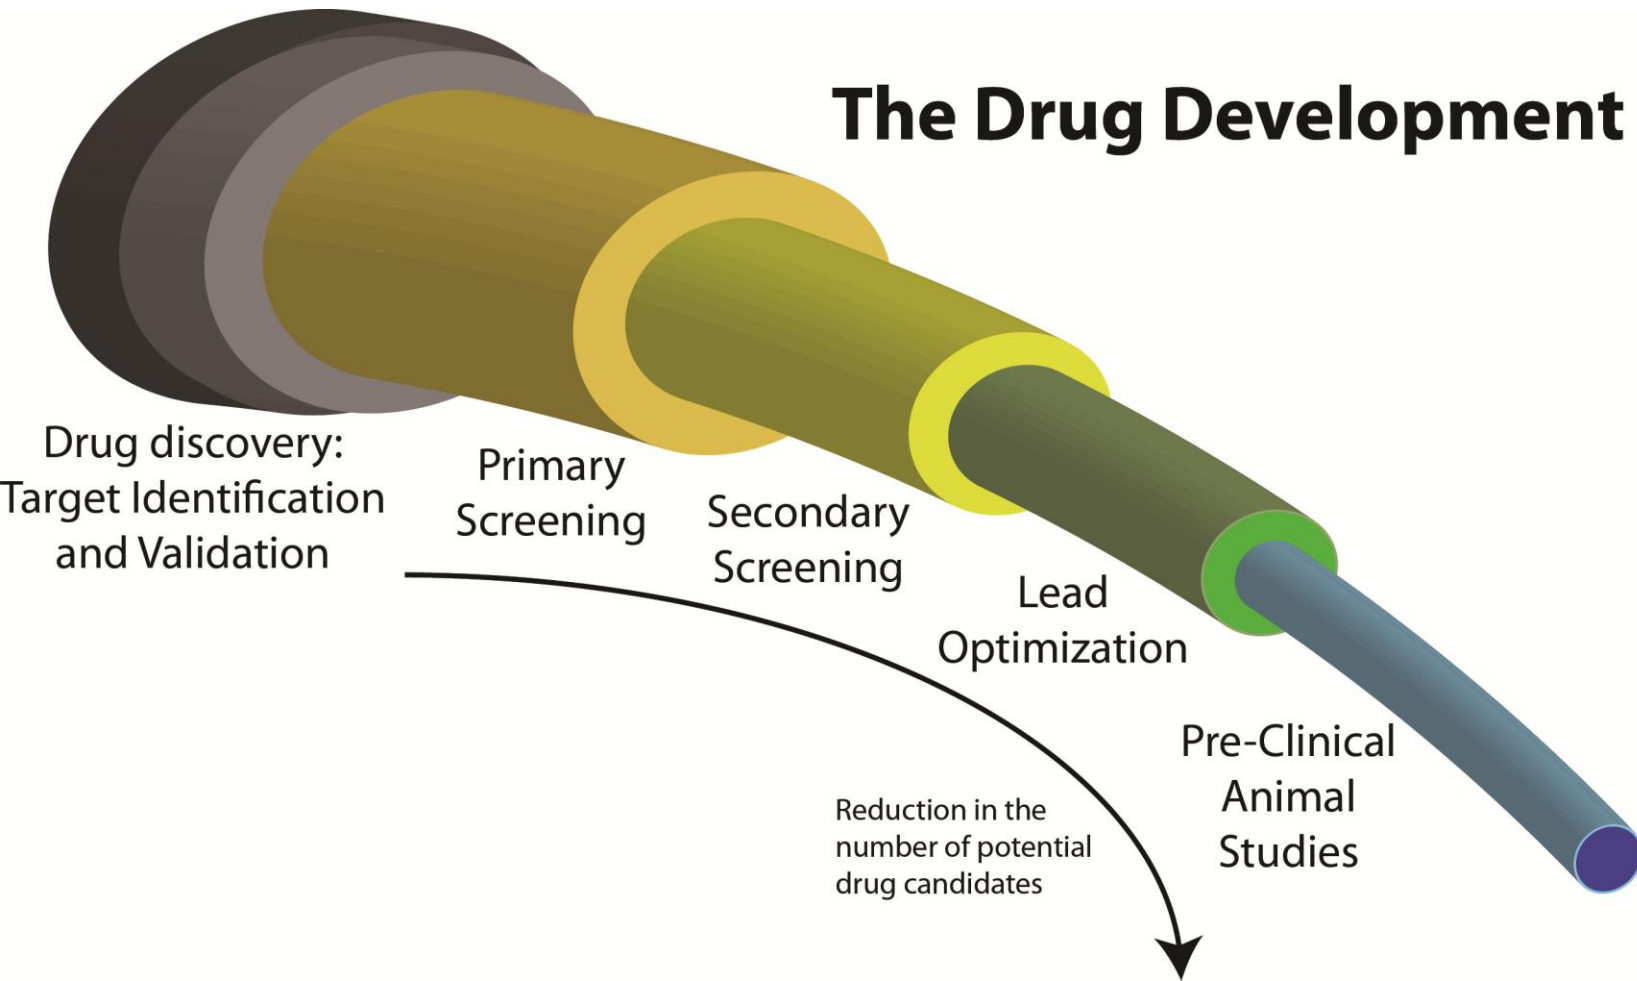 The Drug Development
Drug discovery:
Target Identification
and Validation
Primary
Screening
Secondary
Screening
Lead
Optimization
Pre-Clinical
Animal
Studies
Reduction in the
number of potential
drug candidates